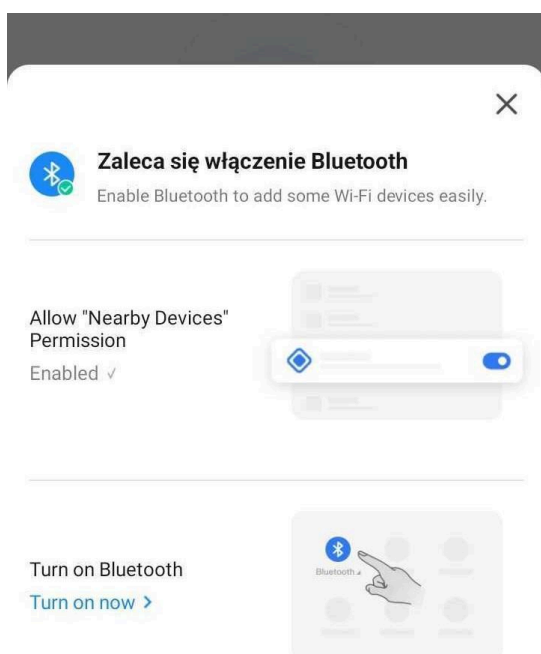 Zaleca się włączenie Bluetooth
Enable Bluetooth to add some Wi-Fi devices easily.
Allow "Nearby Devices"
Permission
Enabled ✓
Turn on Bluetooth
Turn on now >
Bluetooth